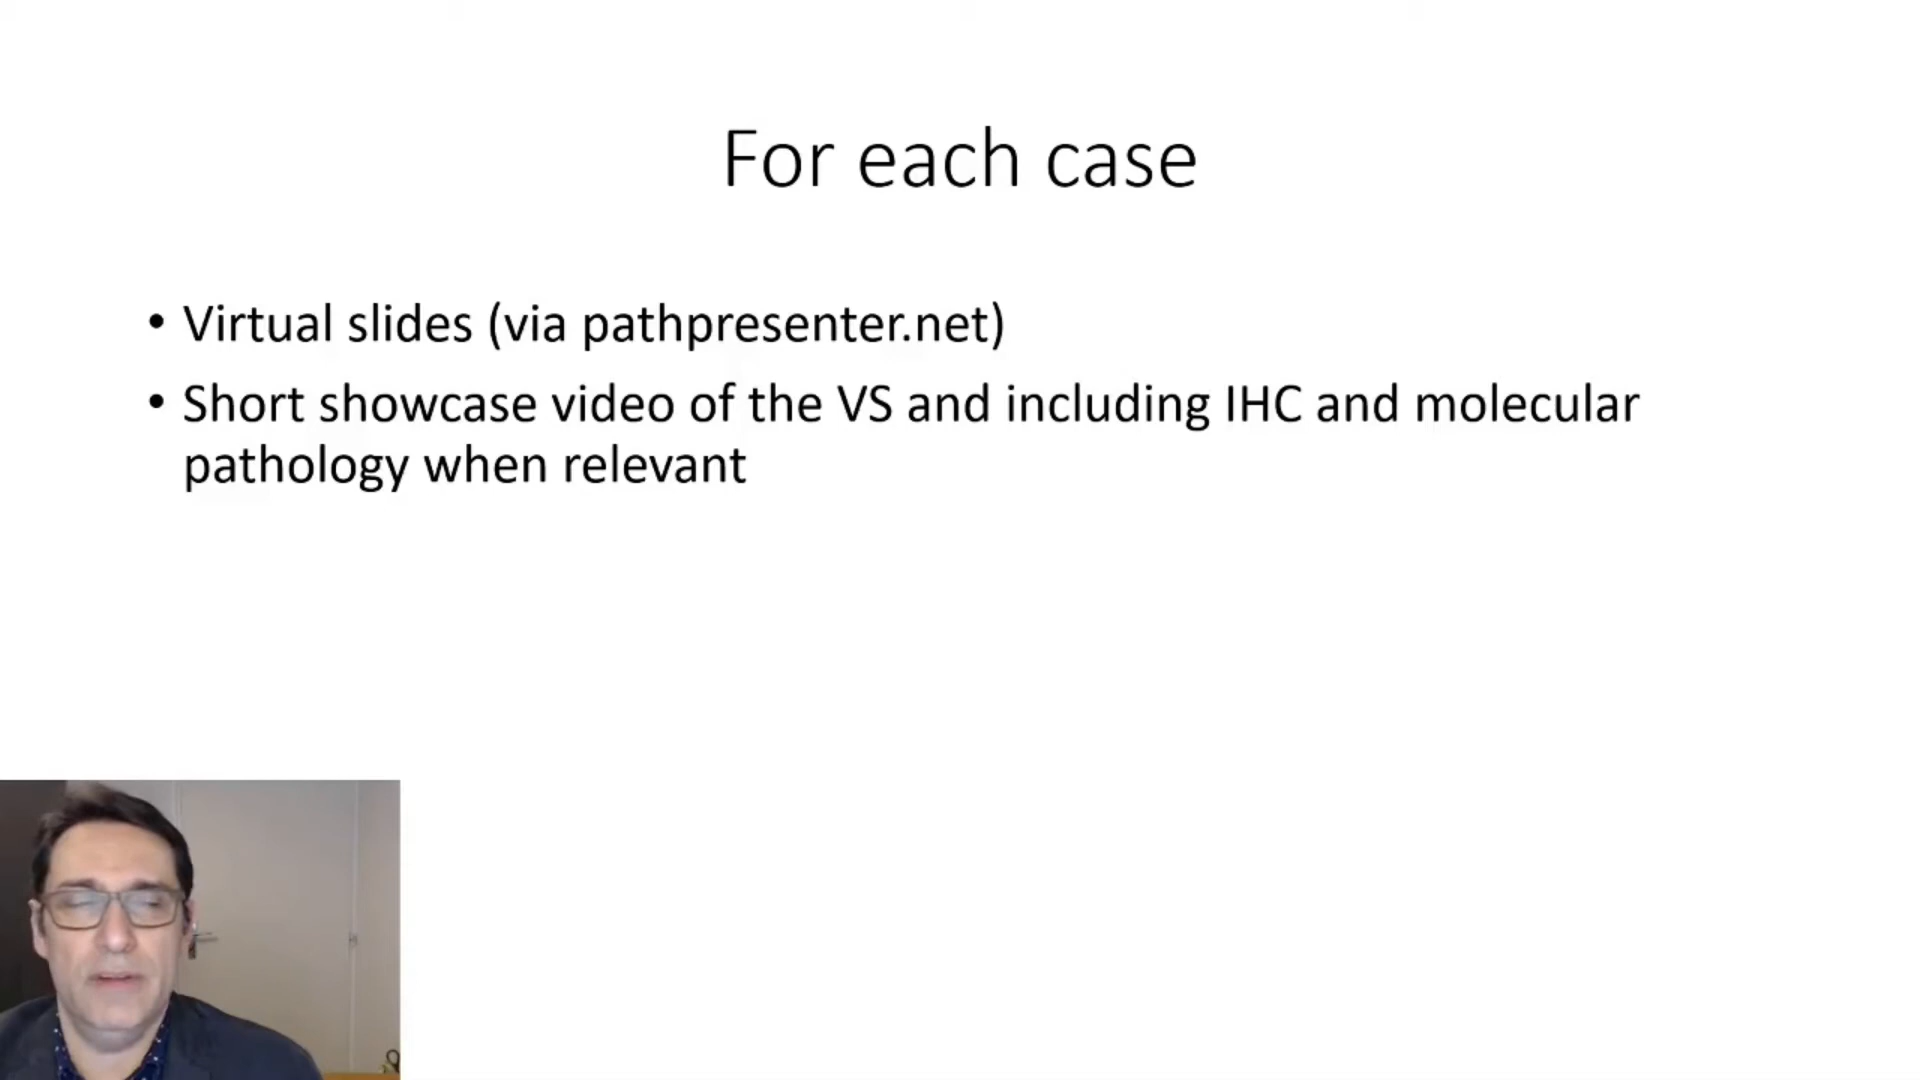 For each case
• Virtual slides (via pathpresenter.net)
• Short showcase video of the VS and including IHC and molecular
pathology when relevant